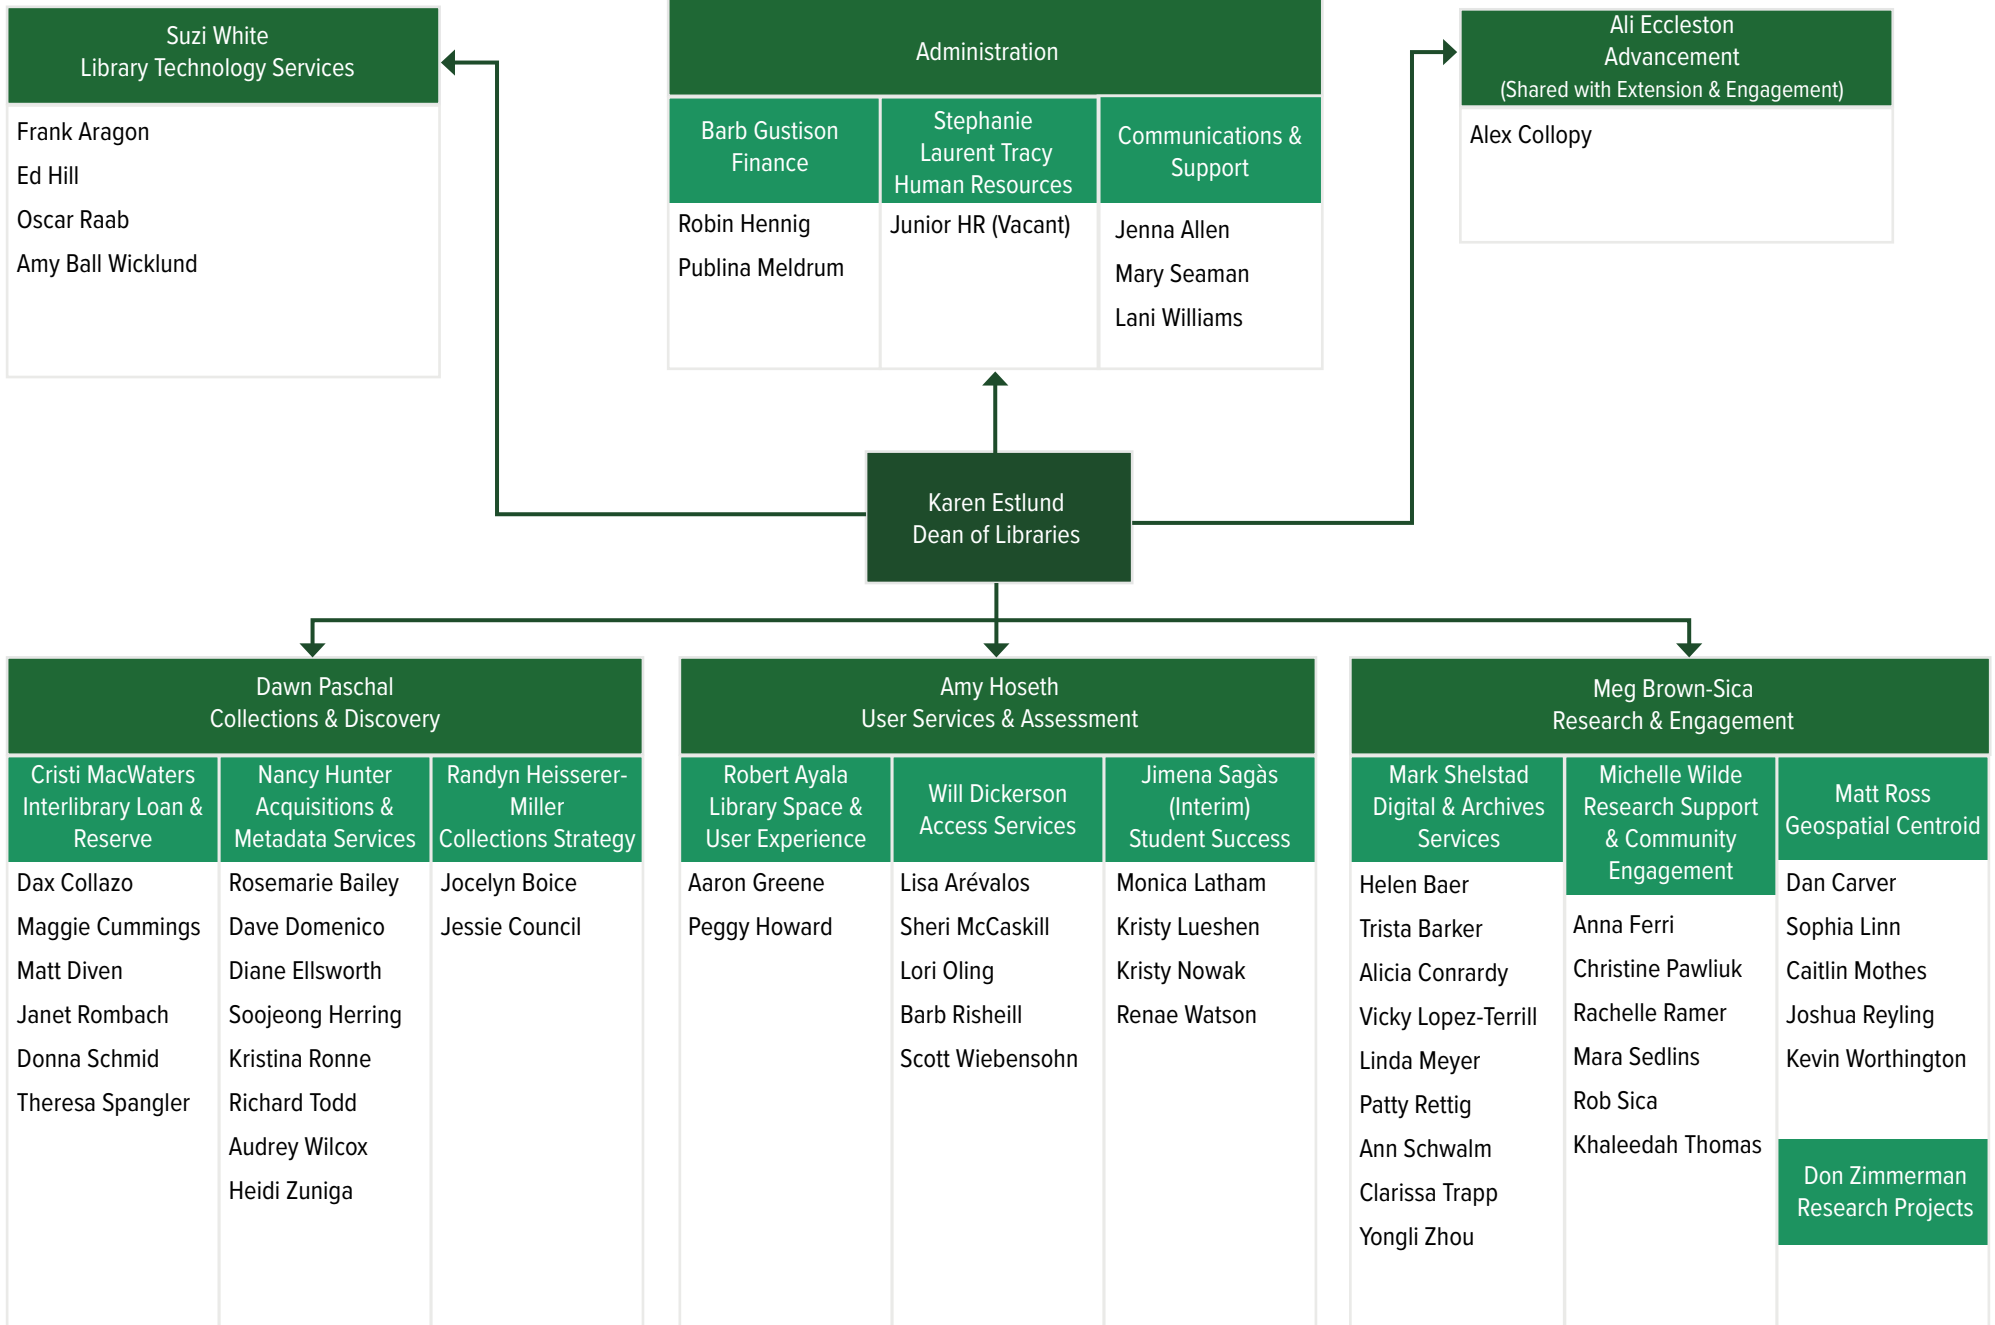 Suzi White
Library Technology Services
Frank Aragon
Ed Hill
Oscar Raab
Amy Ball Wicklund
Administration
Barb Gustison
Finance
Robin Hennig
Publina Meldrum
Stephanie
Laurent Tracy
Human Resources
Junior HR (Vacant)
Communications &
Support
Jenna Allen
Mary Seaman
Lani Williams
Ali Eccleston
Advancement
(Shared with Extension & Engagement)
Alex Collopy
Karen Estlund
Dean of Libraries
Dawn Paschal
Collections & Discovery
Cristi MacWaters
Interlibrary Loan &
Reserve
Dax Collazo
Maggie Cummings
Matt Diven
Janet Rombach
Donna Schmid
Theresa Spangler
Nancy Hunter
Acquisitions &
Metadata Services
Rosemarie Bailey
Dave Domenico
Diane Ellsworth
Soojeong Herring
Kristina Ronne
Richard Todd
Audrey Wilcox
Heidi Zuniga
Randyn Heisserer-
Miller
Collections Strategy
Jocelyn Boice
Jessie Council
Amy Hoseth
User Services & Assessment
Robert Ayala
Library Space &
User Experience
Aaron Greene
Peggy Howard
Will Dickerson
Access Services
Lisa Arévalos
Sheri McCaskill
Lori Oling
Barb Risheill
Scott Wiebensohn
Jimena Sagàs
(Interim)
Student Success
Monica Latham
Kristy Lueshen
Kristy Nowak
Renae Watson
Meg Brown-Sica
Research & Engagement
Mark Shelstad
Digital & Archives
Services
Helen Baer
Trista Barker
Alicia Conrardy
Vicky Lopez-Terrill
Linda Meyer
Patty Rettig
Ann Schwalm
Clarissa Trapp
Yongli Zhou
Michelle Wilde
Research Support
& Community
Engagement
Anna Ferri
Christine Pawliuk
Rachelle Ramer
Mara Sedlins
Rob Sica
Khaleedah Thomas
Matt Ross
Geospatial Centroid
Dan Carver
Sophia Linn
Caitlin Mothes
Joshua Reyling
Kevin Worthington
Don Zimmerman
Research Projects